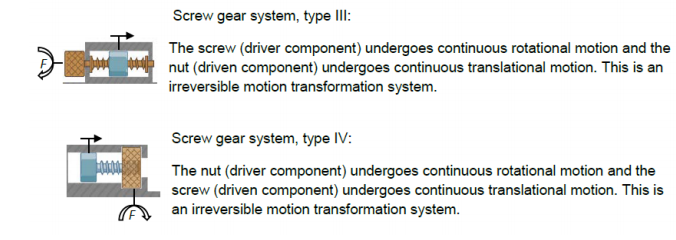 Screw gear system, type III:
F
The screw (driver component) undergoes continuous rotational motion and the
nut (driven component) undergoes continuous translational motion. This is an
irreversible motion transformation system.
Screw gear system, type IV:
The nut (driver component) undergoes continuous rotational motion and the
screw (driven component) undergoes continuous translational motion. This is
an irreversible motion transformation system.
F